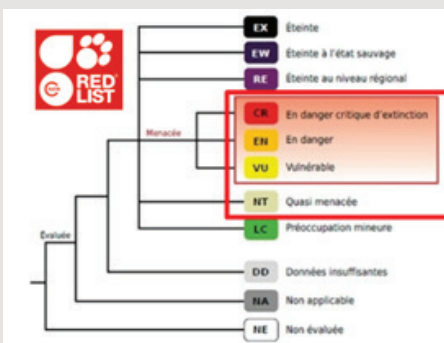 RED
LIST
EX Éteinte
EW Éteinte à l'état sauvage
RE Éteinte au niveau régional
Menacée
CR En danger critique d'extinction
EN En danger
VU Vulnérable
NT Quasi menacée
LC Préoccupation mineure
Évaluée
DD Données insuffisantes
NA Non applicable
NE Non évaluée